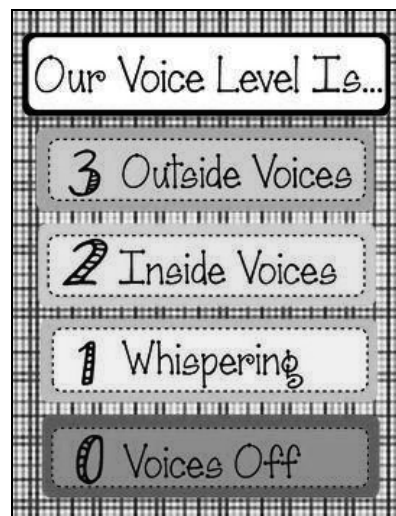 Our Voice Level Is...
3 Outside Voices
2 Inside Voices
1 Whispering
0 Voices Off